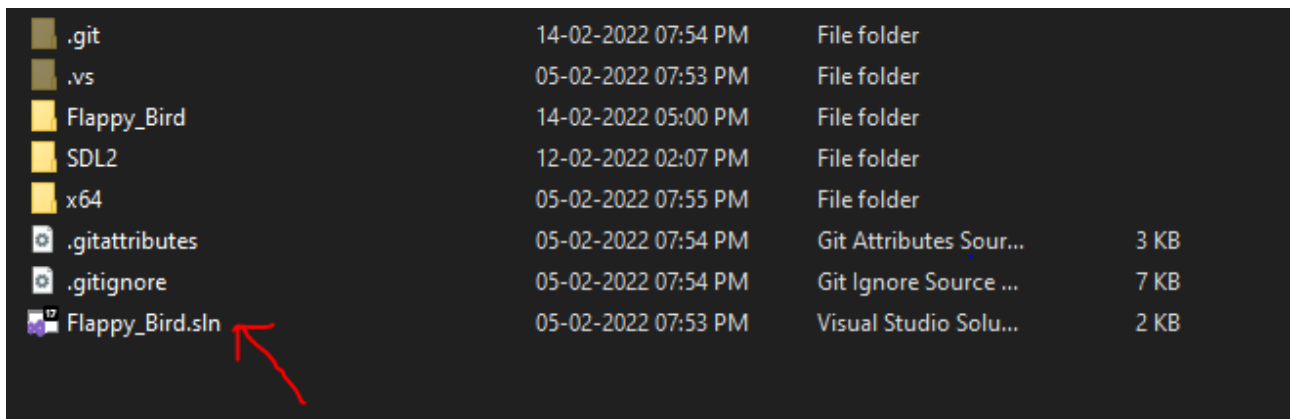 .git 14-02-2022 07:54 PM File folder
.vs 05-02-2022 07:53 PM File folder
Flappy_Bird 14-02-2022 05:00 PM File folder
SDL2 12-02-2022 02:07 PM File folder
x64 05-02-2022 07:55 PM File folder
.gitattributes 05-02-2022 07:54 PM Git Attributes Sour... 3 KB
.gitignore 05-02-2022 07:54 PM Git Ignore Source ... 7 KB
17 Flappy_Bird.sln 05-02-2022 07:53 PM Visual Studio Solu... 2 KB